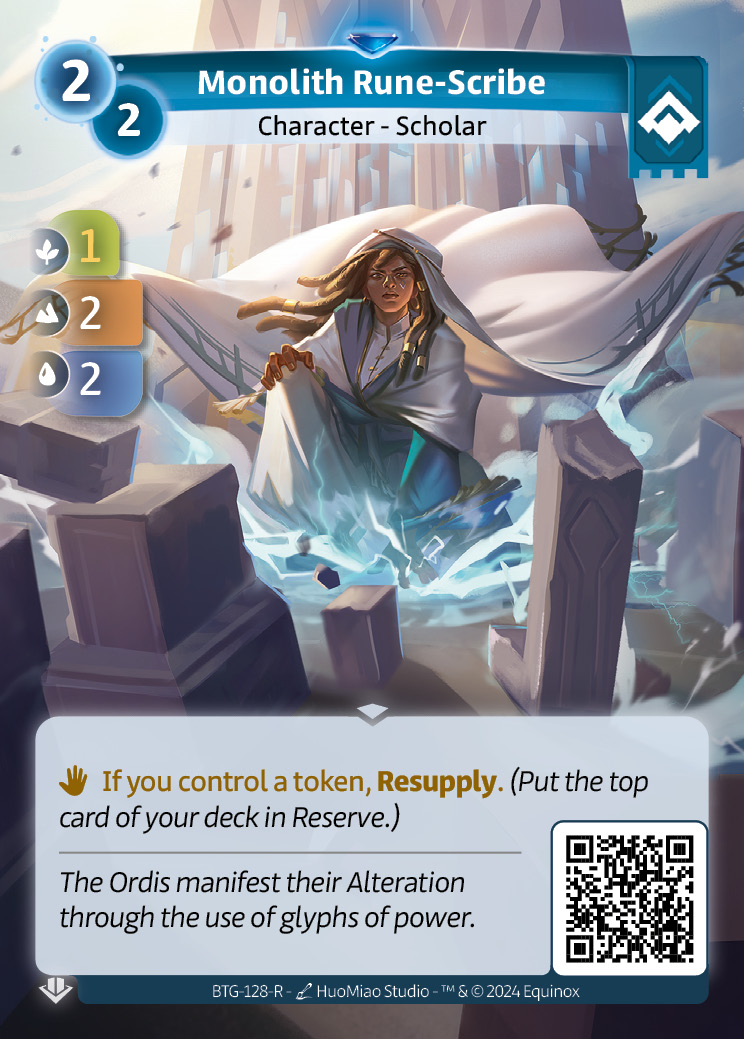 2
Monolith Rune-Scribe
2
Character - Scholar
1
2
2
If you control a token, Resupply. (Put the top
card of your deck in Reserve.)
The Ordis manifest their Alteration
through the use of glyphs of power.
BTG-128-R - HuoMiao Studio - ™ & © 2024 Equinox